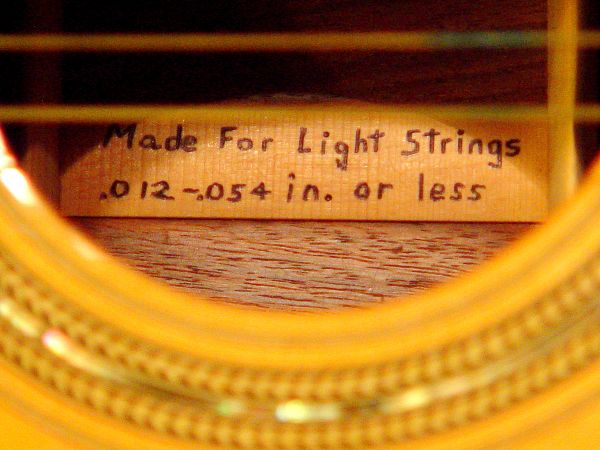 Made For Light Strings
.012-.054 in. or less